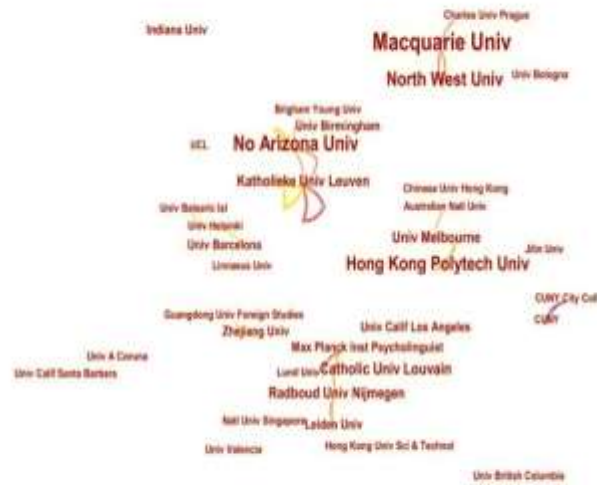 Charles Univ Prague
Indiana Univ
Macquarie Univ
North West Univ
Univ Bologna
Brigham Young Univ
Univ Birmingham
No Arizona Univ
UCL
Katholieke Univ Leuven
Chinese Univ Hong Kong
Australian Natl Univ
Univ Balearic Isl
Univ Helsinki
Univ Melbourne
Univ Barcelona
Jilin Univ
Linnaeus Univ
Hong Kong Polytech Univ
CUNY City Coll
Guangdong Univ Foreign Studies
CUNY
Zhejiang Univ
Univ Calif Los Angeles
Max Planck Inst Psycholinguist
Univ A Coruna
Lund Univ
Catholic Univ Louvain
Univ Calif Santa Barbara
Radboud Univ Nijmegen
Natl Univ Singapore
Leiden Univ
Hong Kong Univ Sci & Technol
Univ Valencia
Univ British Columbia